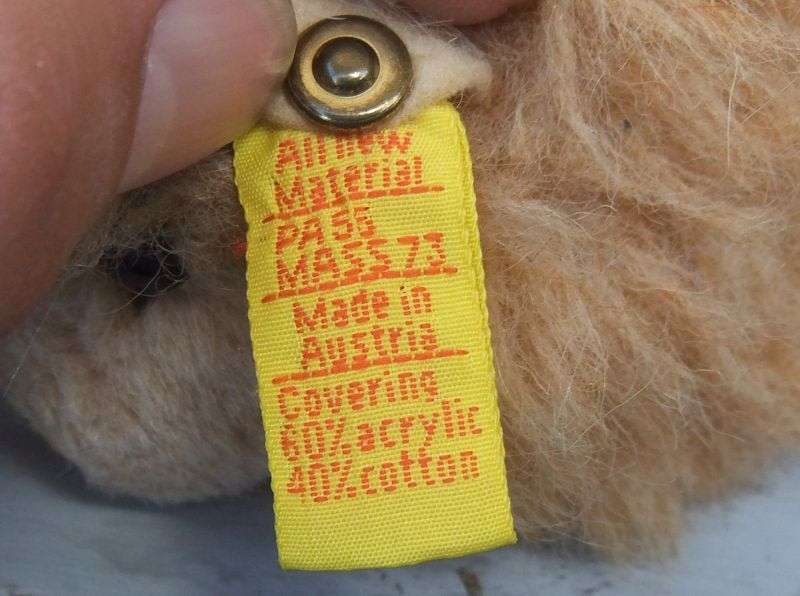 All new
Material
PA 55
MASS 73
Made in
Austria
Covering
60% acrylic
40% cotton